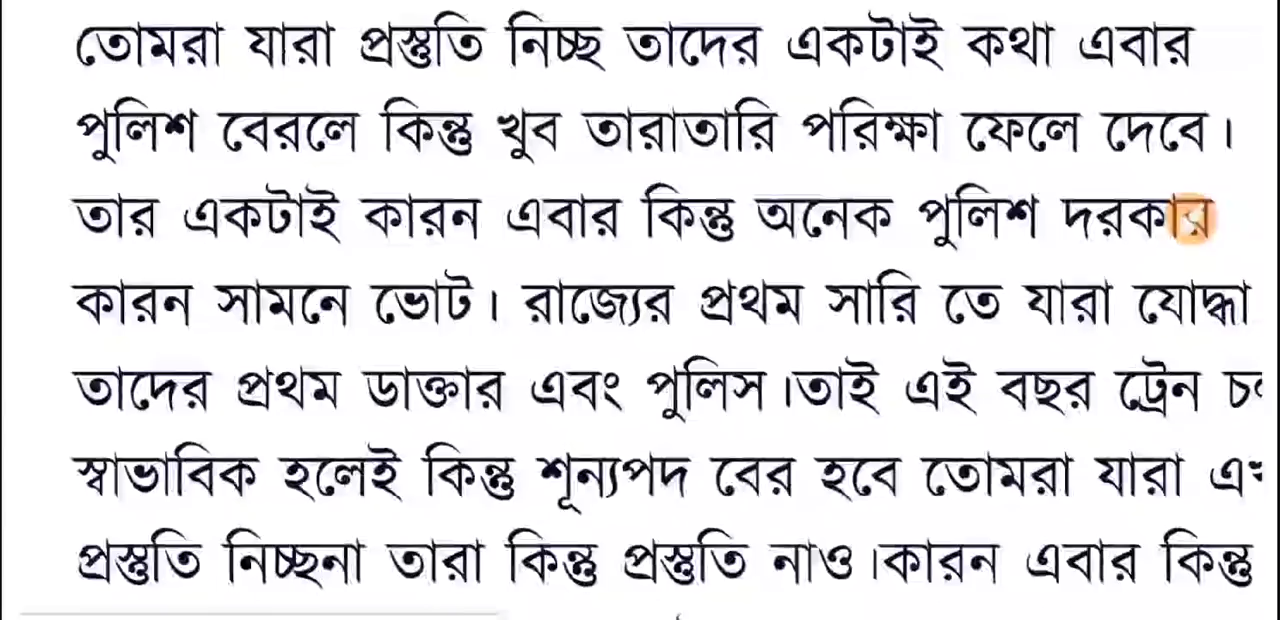 তোমরা যারা প্রস্তুতি নিচ্ছ তাদের একটাই কথা এবার
পুলিশ বেরলে কিন্তু খুব তারাতারি পরিক্ষা ফেলে দেবে।
তার একটাই কারন এবার কিন্তু অনেক পুলিশ দরকার
কারন সামনে ভোট। রাজ্যের প্রথম সারি তে যারা যোদ্ধা
তাদের প্রথম ডাক্তার এবং পুলিস।তাই এই বছর ট্রেন
স্বাভাবিক হলেই কিন্তু শূন্যপদ বের হবে তোমরা যারা
প্রস্তুতি নিচ্ছনা তারা কিন্তু প্রস্তুতি নাও।কারন এবার কিন্তু